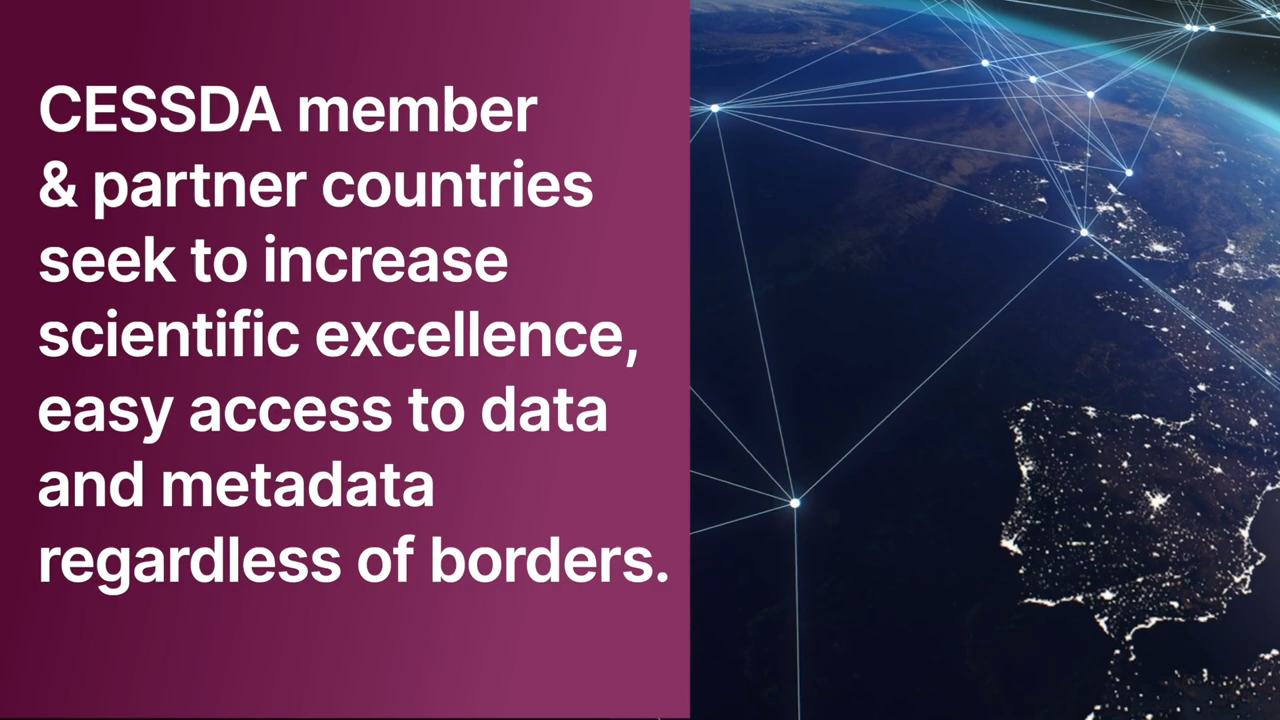 CESSDA member
& partner countries
seek to increase
scientific excellence,
easy access to data
and metadata
regardless of borders.